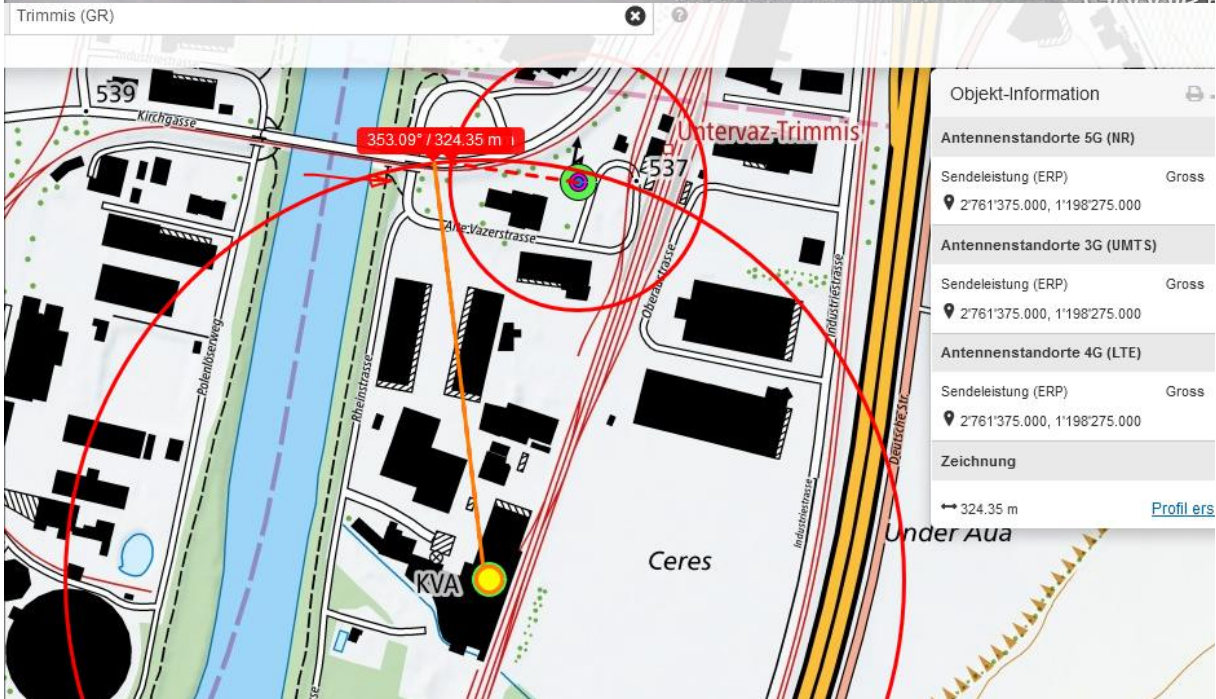 Trimmis (GR)
Industriestrasse
539
Kirchgasse
353.09° / 324.35 m
Untervaz-Trimmis
537
Alte Vazerstrasse
Oberaustrasse
Industriestrasse
Polenlöserweg
Rheinstrasse
Deutsche Str.
Industriestrasse
Ceres
Under Aua
KVA
Objekt-Information
Antennenstandorte 5G (NR)
Sendeleistung (ERP) Gross
2'761'375.000, 1'198'275.000
Antennenstandorte 3G (UMTS)
Sendeleistung (ERP) Gross
2'761'375.000, 1'198'275.000
Antennenstandorte 4G (LTE)
Sendeleistung (ERP) Gross
2'761'375.000, 1'198'275.000
Zeichnung
324.35 m Profil ers